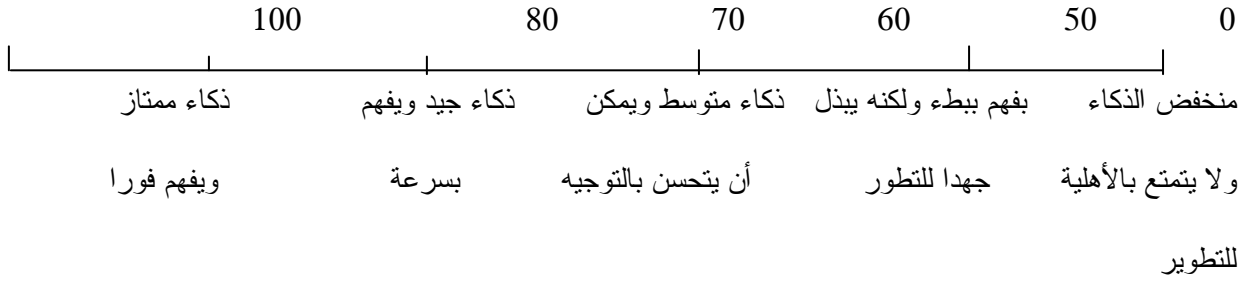 0 50 60 70 80 100
منخفض الذكاء بفهم ببطء ولكنه يبذل ذكاء متوسط ويمكن ذكاء جيد ويفهم ذكاء ممتاز
ولا يتمتع بالأهلية جهدا للتطور أن يتحسن بالتوجيه بسرعة ويفهم فورا
للتطوير